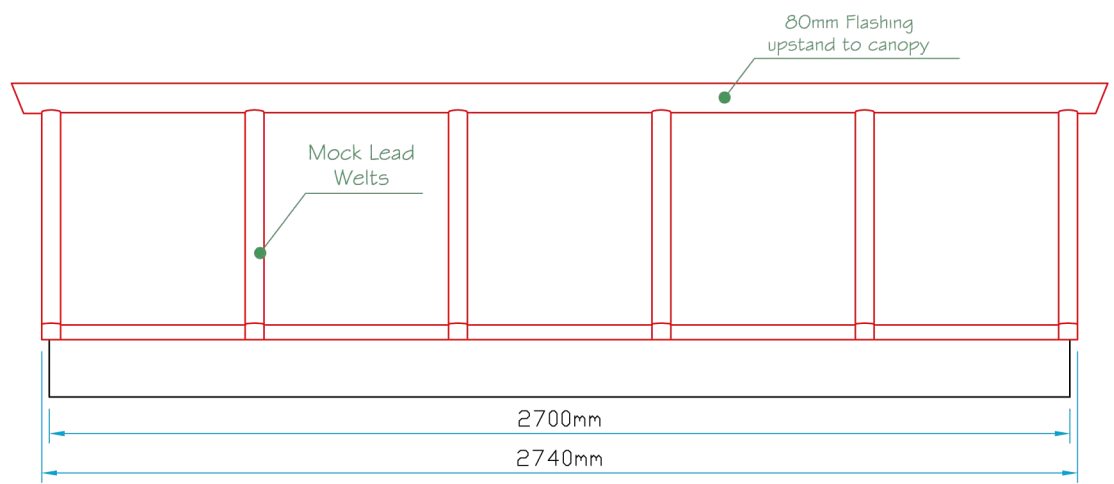 80mm Flashing
upstand to canopy
Mock Lead
Welts
2700mm
2740mm